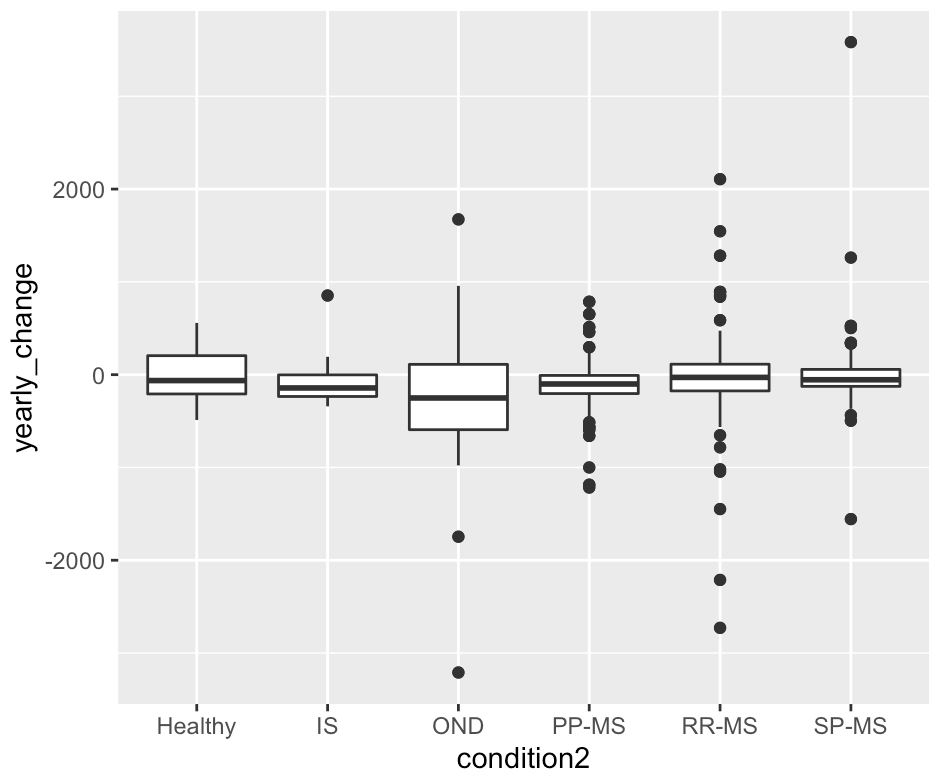 yearly_change
2000
0
-2000
Healthy IS OND PP-MS RR-MS SP-MS
condition2